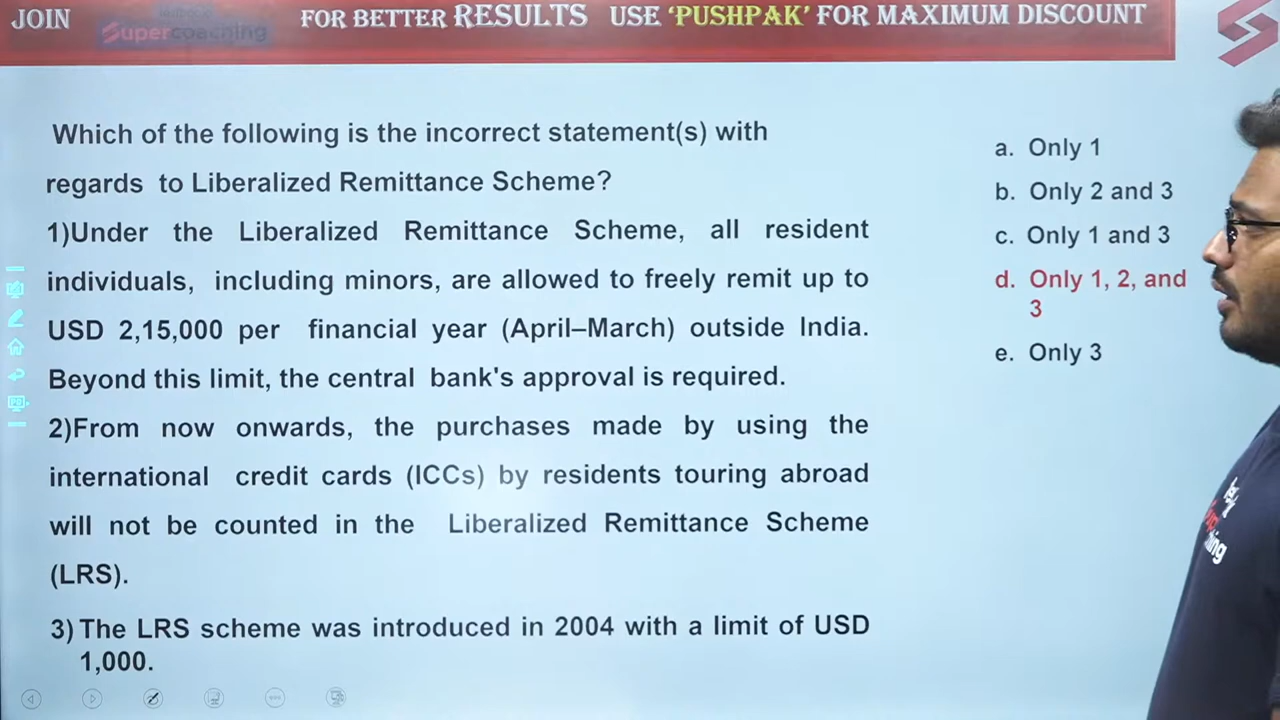 JOIN
testbook
Supercoaching
FOR BETTER RESULTS USE ‘PUSHPAK’ FOR MAXIMUM DISCOUNT
Which of the following is the incorrect statement(s) with
regards to Liberalized Remittance Scheme?
1)Under the Liberalized Remittance Scheme, all resident
individuals, including minors, are allowed to freely remit up to
USD 2,15,000 per financial year (April–March) outside India.
Beyond this limit, the central bank's approval is required.
2)From now onwards, the purchases made by using the
international credit cards (ICCs) by residents touring abroad
will not be counted in the Liberalized Remittance Scheme
(LRS).
3) The LRS scheme was introduced in 2004 with a limit of USD
1,000.
a. Only 1
b. Only 2 and 3
c. Only 1 and 3
d. Only 1, 2, and
3
e. Only 3